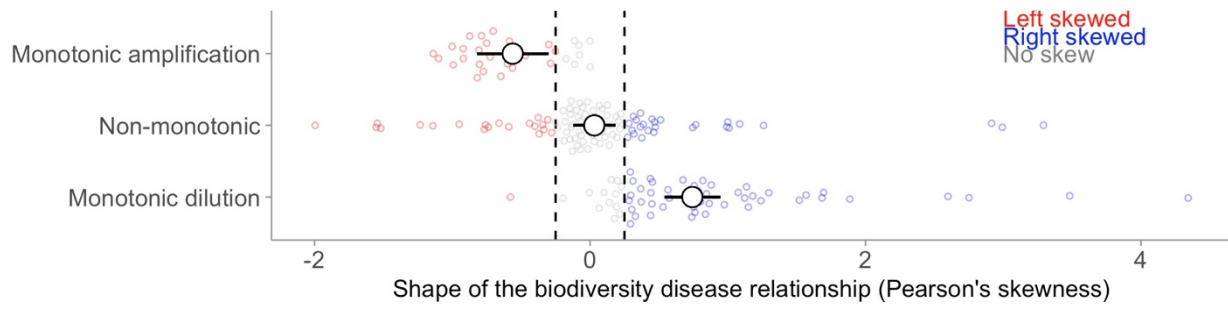 Left skewed
Right skewed
No skew
Monotonic amplification
Non-monotonic
Monotonic dilution
-2 0 2 4
Shape of the biodiversity disease relationship (Pearson's skewness)